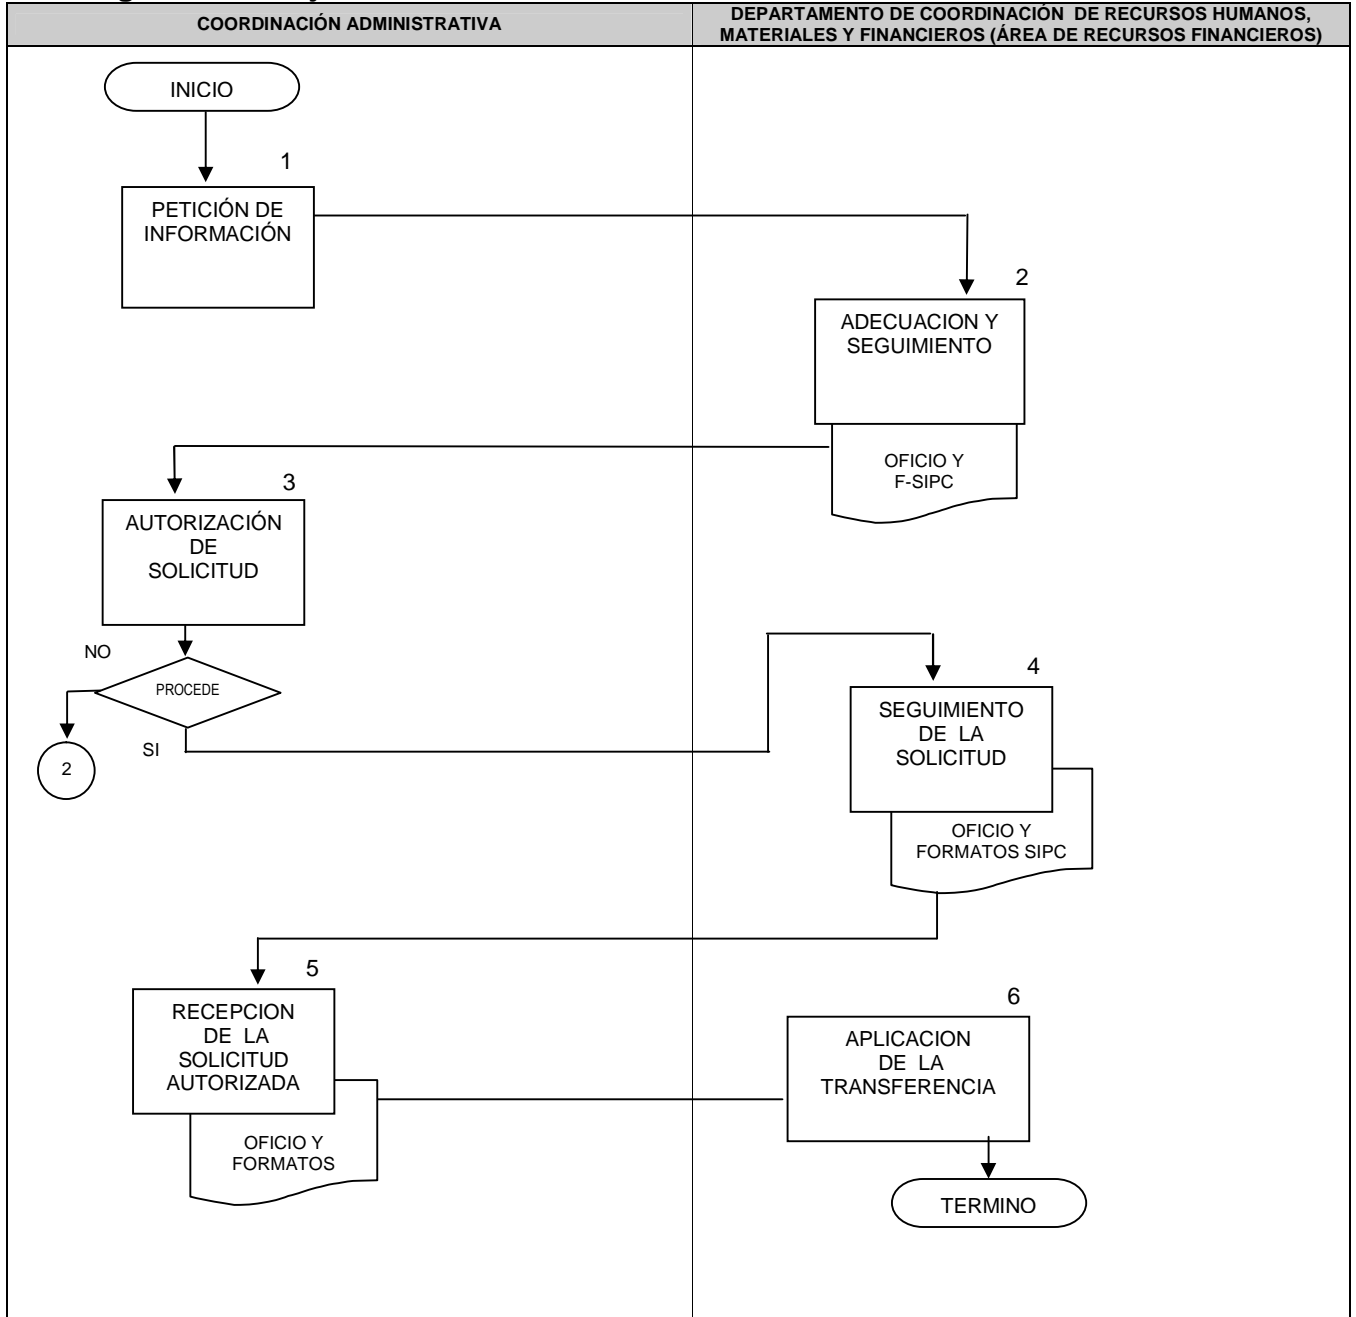 COORDINACIÓN ADMINISTRATIVA
DEPARTAMENTO DE COORDINACIÓN DE RECURSOS HUMANOS,
MATERIALES Y FINANCIEROS (ÁREA DE RECURSOS FINANCIEROS)
INICIO
1
PETICIÓN DE
INFORMACIÓN
2
ADECUACION Y
SEGUIMIENTO
OFICIO Y
F-SIPC
3
AUTORIZACIÓN
DE
SOLICITUD
NO
PROCEDE
SI
2
4
SEGUIMIENTO
DE LA
SOLICITUD
OFICIO Y
FORMATOS SIPC
5
RECEPCION
DE LA
SOLICITUD
AUTORIZADA
OFICIO Y
FORMATOS
6
APLICACION
DE LA
TRANSFERENCIA
TERMINO